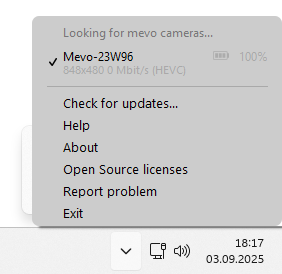 Looking for mevo cameras...
Mevo-23W96 100%
848x480 0 Mbit/s (HEVC)
Check for updates...
Help
About
Open Source licenses
Report problem
Exit
18:17
03.09.2025